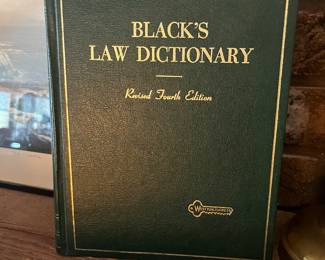 BLACK'S
LAW DICTIONARY
Revised Fourth Edition